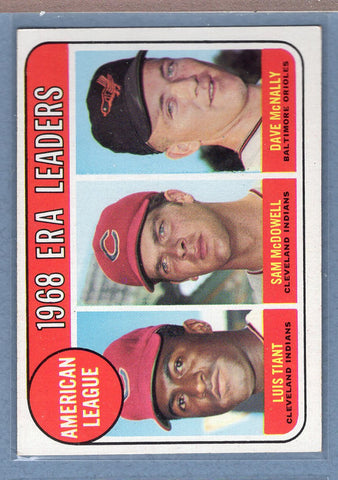 1968 ERA LEADERS
AMERICAN
LEAGUE
LUIS TIANT
CLEVELAND INDIANS
SAM McDOWELL
CLEVELAND INDIANS
DAVE McNALLY
BALTIMORE ORIOLES